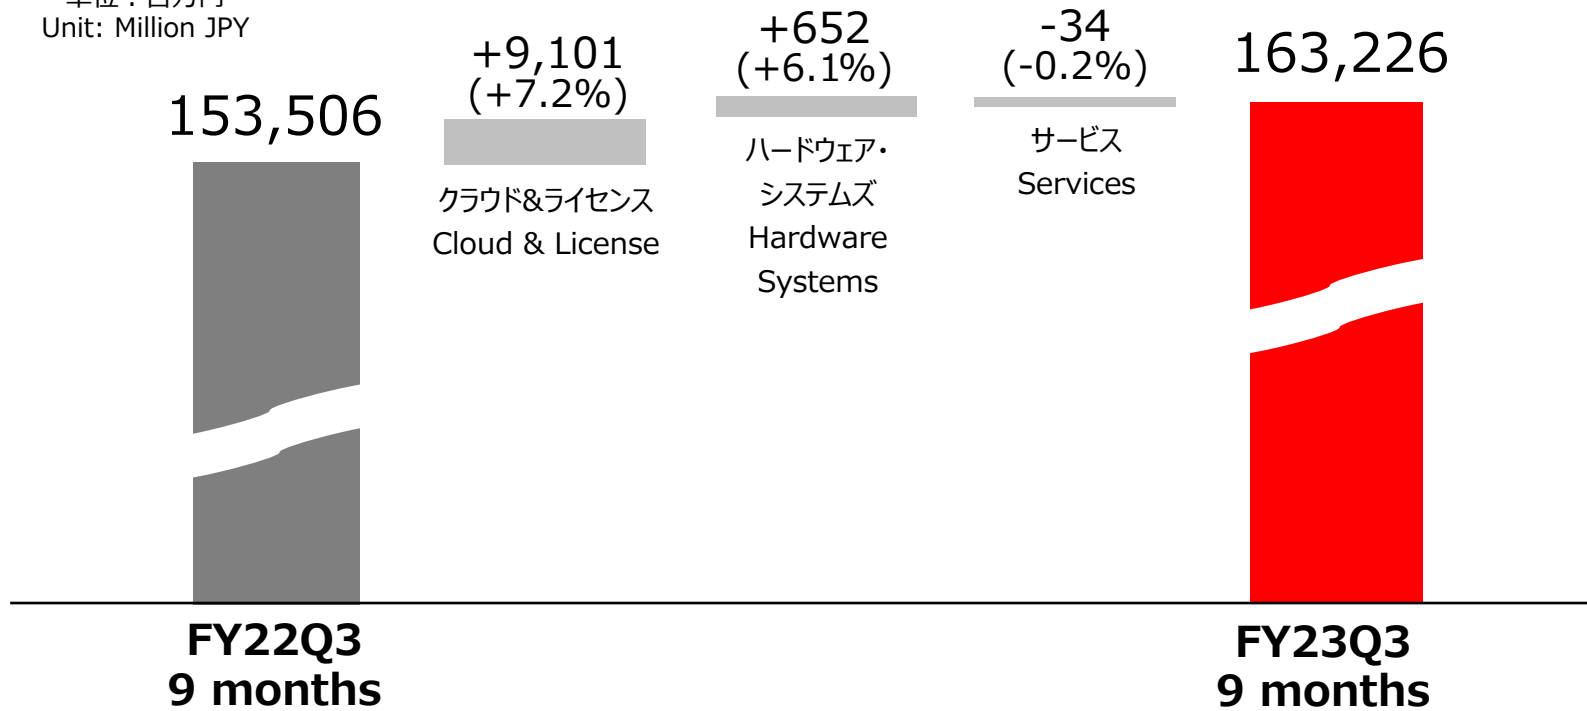 Unit: Million JPY
153,506
+9,101
(+7.2%)
クラウド&ライセンス
Cloud & License
+652
(+6.1%)
ハードウェア・
システムズ
Hardware
Systems
-34
(-0.2%)
サービス
Services
163,226
FY22Q3
9 months
FY23Q3
9 months